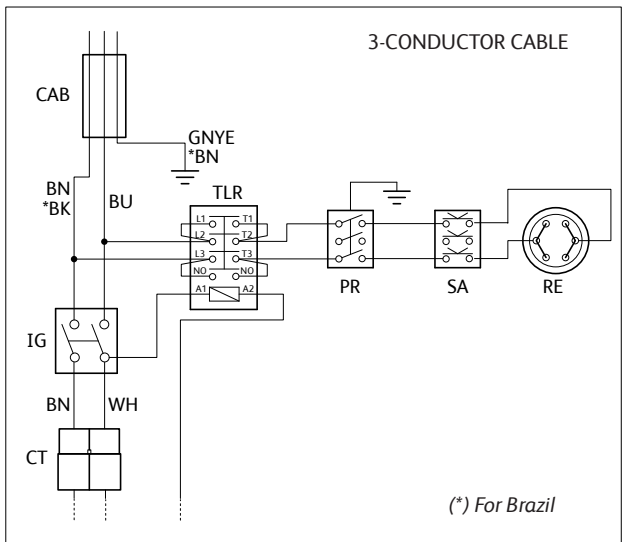 3-CONDUCTOR CABLE
CAB
GNYE
*BN
BN
*BK
BU
TLR
L1 T1
L2 T2
L3 T3
NO NO
A1 A2
PR
SA
RE
IG
BN
WH
CT
(*) For Brazil